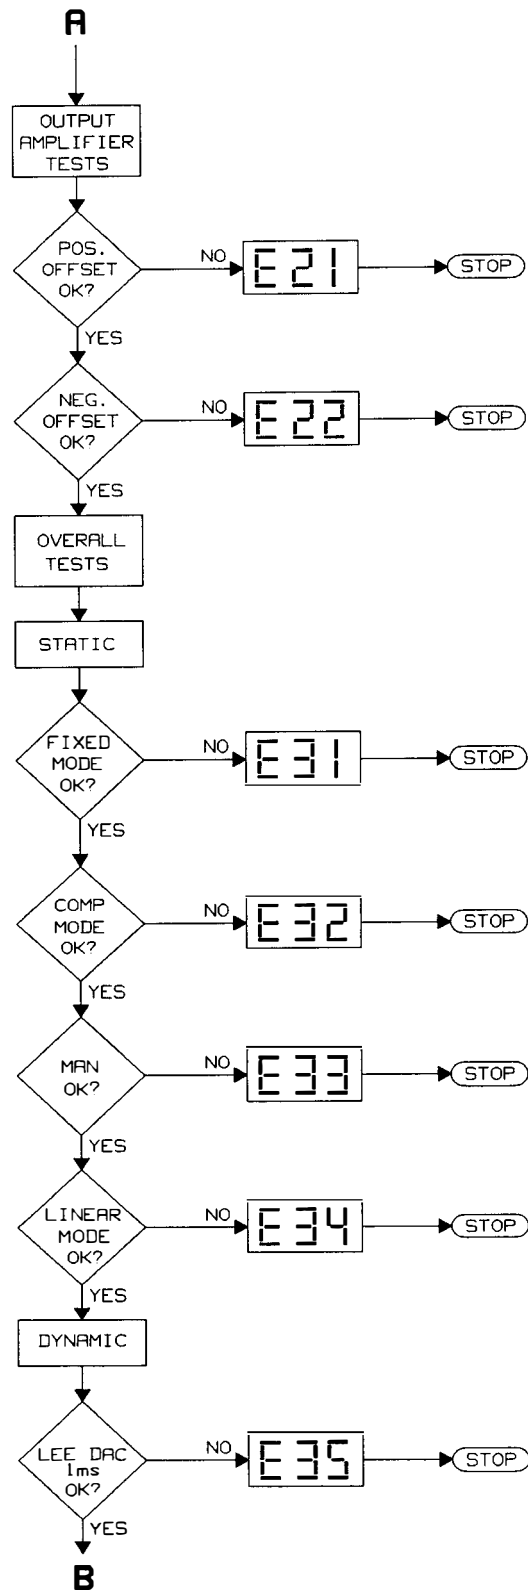 A
OUTPUT
AMPLIFIER
TESTS
POS.
OFFSET
OK?
NO
E21
STOP
YES
NEG.
OFFSET
OK?
NO
E22
STOP
YES
OVERALL
TESTS
STATIC
FIXED
MODE
OK?
NO
E31
STOP
YES
COMP
MODE
OK?
NO
E32
STOP
YES
MAN
OK?
NO
E33
STOP
YES
LINEAR
MODE
OK?
NO
E34
STOP
YES
DYNAMIC
LEE DAC
1ms
OK?
NO
E35
STOP
YES
B